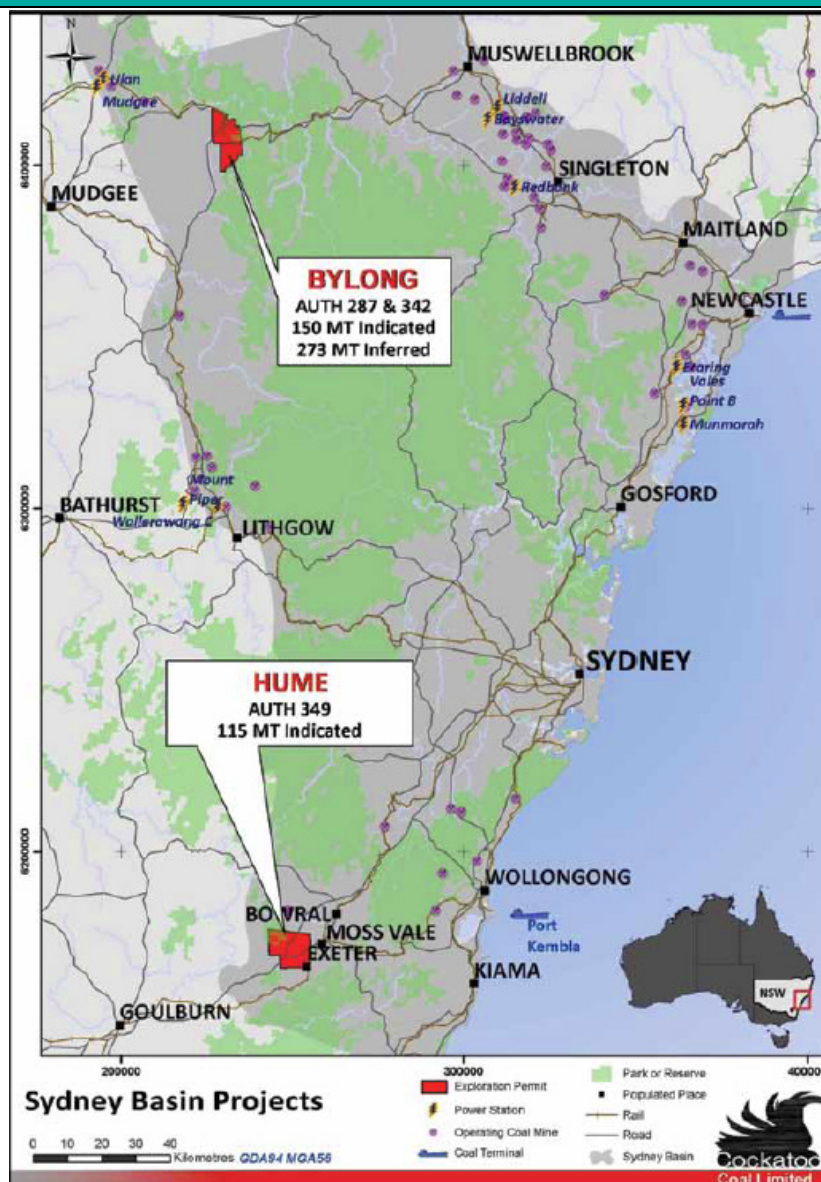 N
MUSWELLBROOK
Ulan
Mudgee
Liddell
Bayswater
6400000
SINGLETON
Redbank
MUDGEE
MAITLAND
BYLONG
AUTH 287 & 342
150 MT Indicated
273 MT Inferred
NEWCASTLE
Eraring
Vales
Point B
Munmorah
Mount
Piper
6300000
BATHURST
GOSFORD
Wallerawang C
LITHGOW
SYDNEY
HUME
AUTH 349
115 MT Indicated
6200000
WOLLONGONG
BOWRAL
Port
Kembla
MOSS VALE
EXETER
KIAMA
NSW
GOULBURN
200000
300000
40000
Sydney Basin Projects
0 10 20 30 40
Kilometres GDA94 MGA56
Exploration Permit
Power Station
Operating Coal Mine
Coal Terminal
Park or Reserve
Populated Place
Rail
Road
Sydney Basin
Cockatoo
Coal Limited